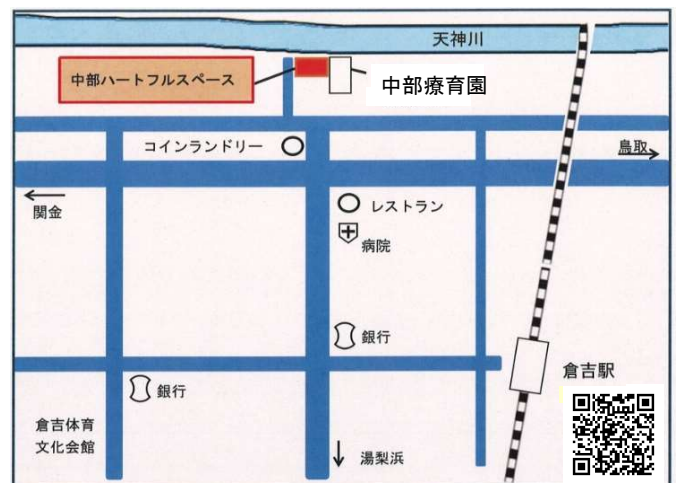 天神川
中部ハートフルスペース
中部療育園
コインランドリー
鳥取
関金
レストラン
病院
銀行
銀行
倉吉駅
倉吉体育
文化会館
湯梨浜